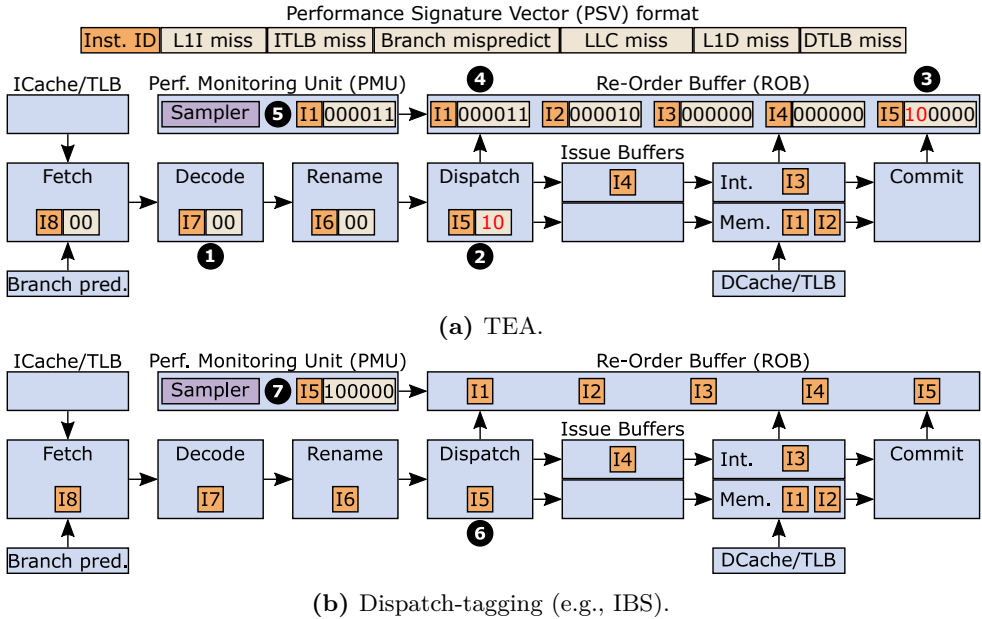 Performance Signature Vector (PSV) format
Inst. ID L1I miss ITLB miss Branch mispredict LLC miss L1D miss DTLB miss
ICache/TLB Perf. Monitoring Unit (PMU) 4 Re-Order Buffer (ROB) 3
Sampler 5 I1 000011 I1 000011 I2 000010 I3 000000 I4 000000 I5 100000
Issue Buffers
Fetch Decode Rename Dispatch I4 Int. I3 Commit
I8 00 I7 00 I6 00 I5 10 Mem. I1 I2
1 2
Branch pred. DCache/TLB
(a) TEA.
ICache/TLB Perf. Monitoring Unit (PMU) Re-Order Buffer (ROB)
Sampler 7 I5 100000 I1 I2 I3 I4 I5
Issue Buffers
Fetch Decode Rename Dispatch I4 Int. I3 Commit
I8 I7 I6 I5 Mem. I1 I2
6
Branch pred. DCache/TLB
(b) Dispatch-tagging (e.g., IBS).